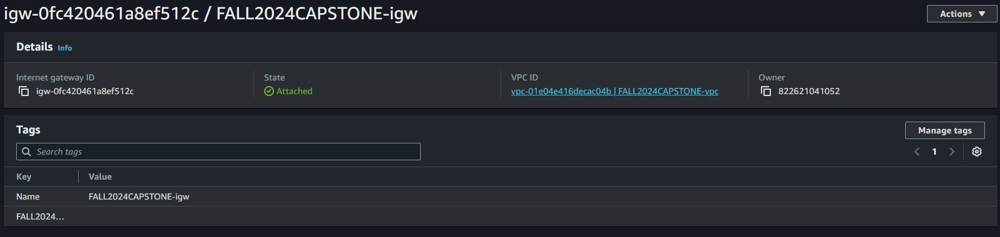 igw-0fc420461a8ef512c / FALL2024CAPSTONE-igw
Actions
Details Info
Internet gateway ID
igw-0fc420461a8ef512c
State
Attached
VPC ID
vpc-01e04e416decac04b | FALL2024CAPSTONE-vpc
Owner
822621041052
Tags
Manage tags
Search tags
1
Key Value
Name FALL2024CAPSTONE-igw
FALL2024...